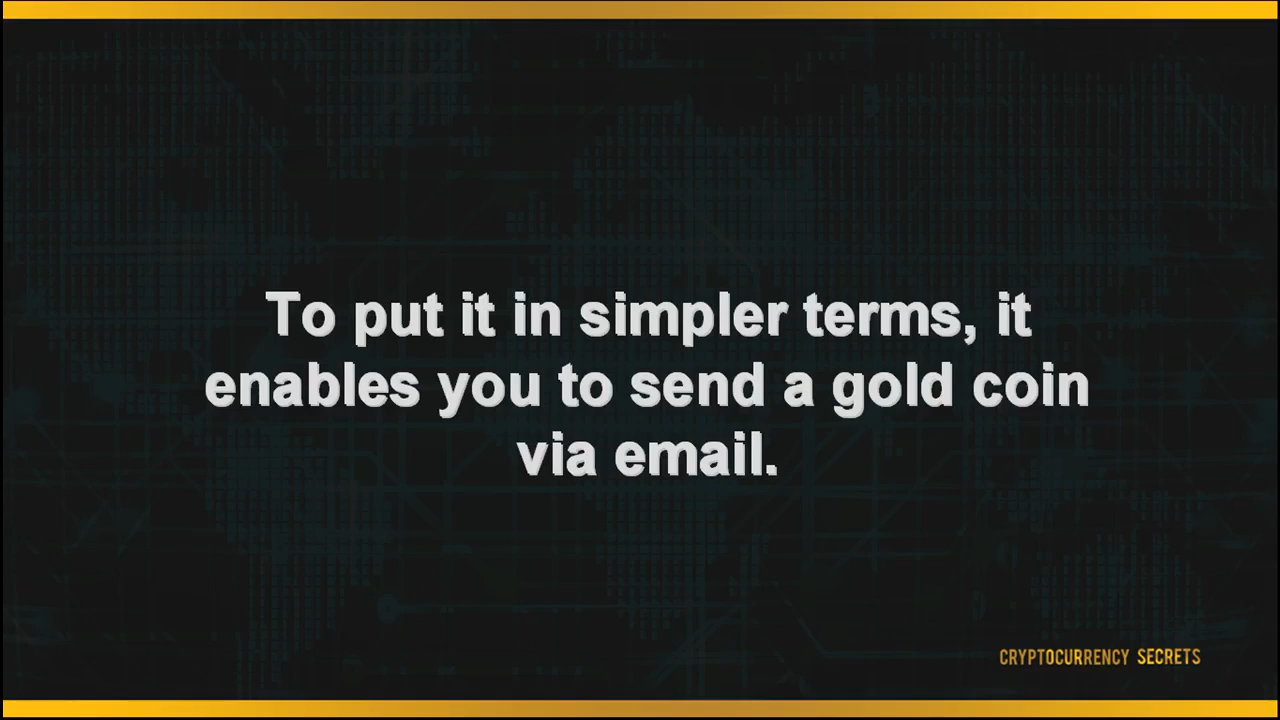 To put it in simpler terms, it
enables you to send a gold coin
via email.
CRYPTOCURRENCY SECRETS